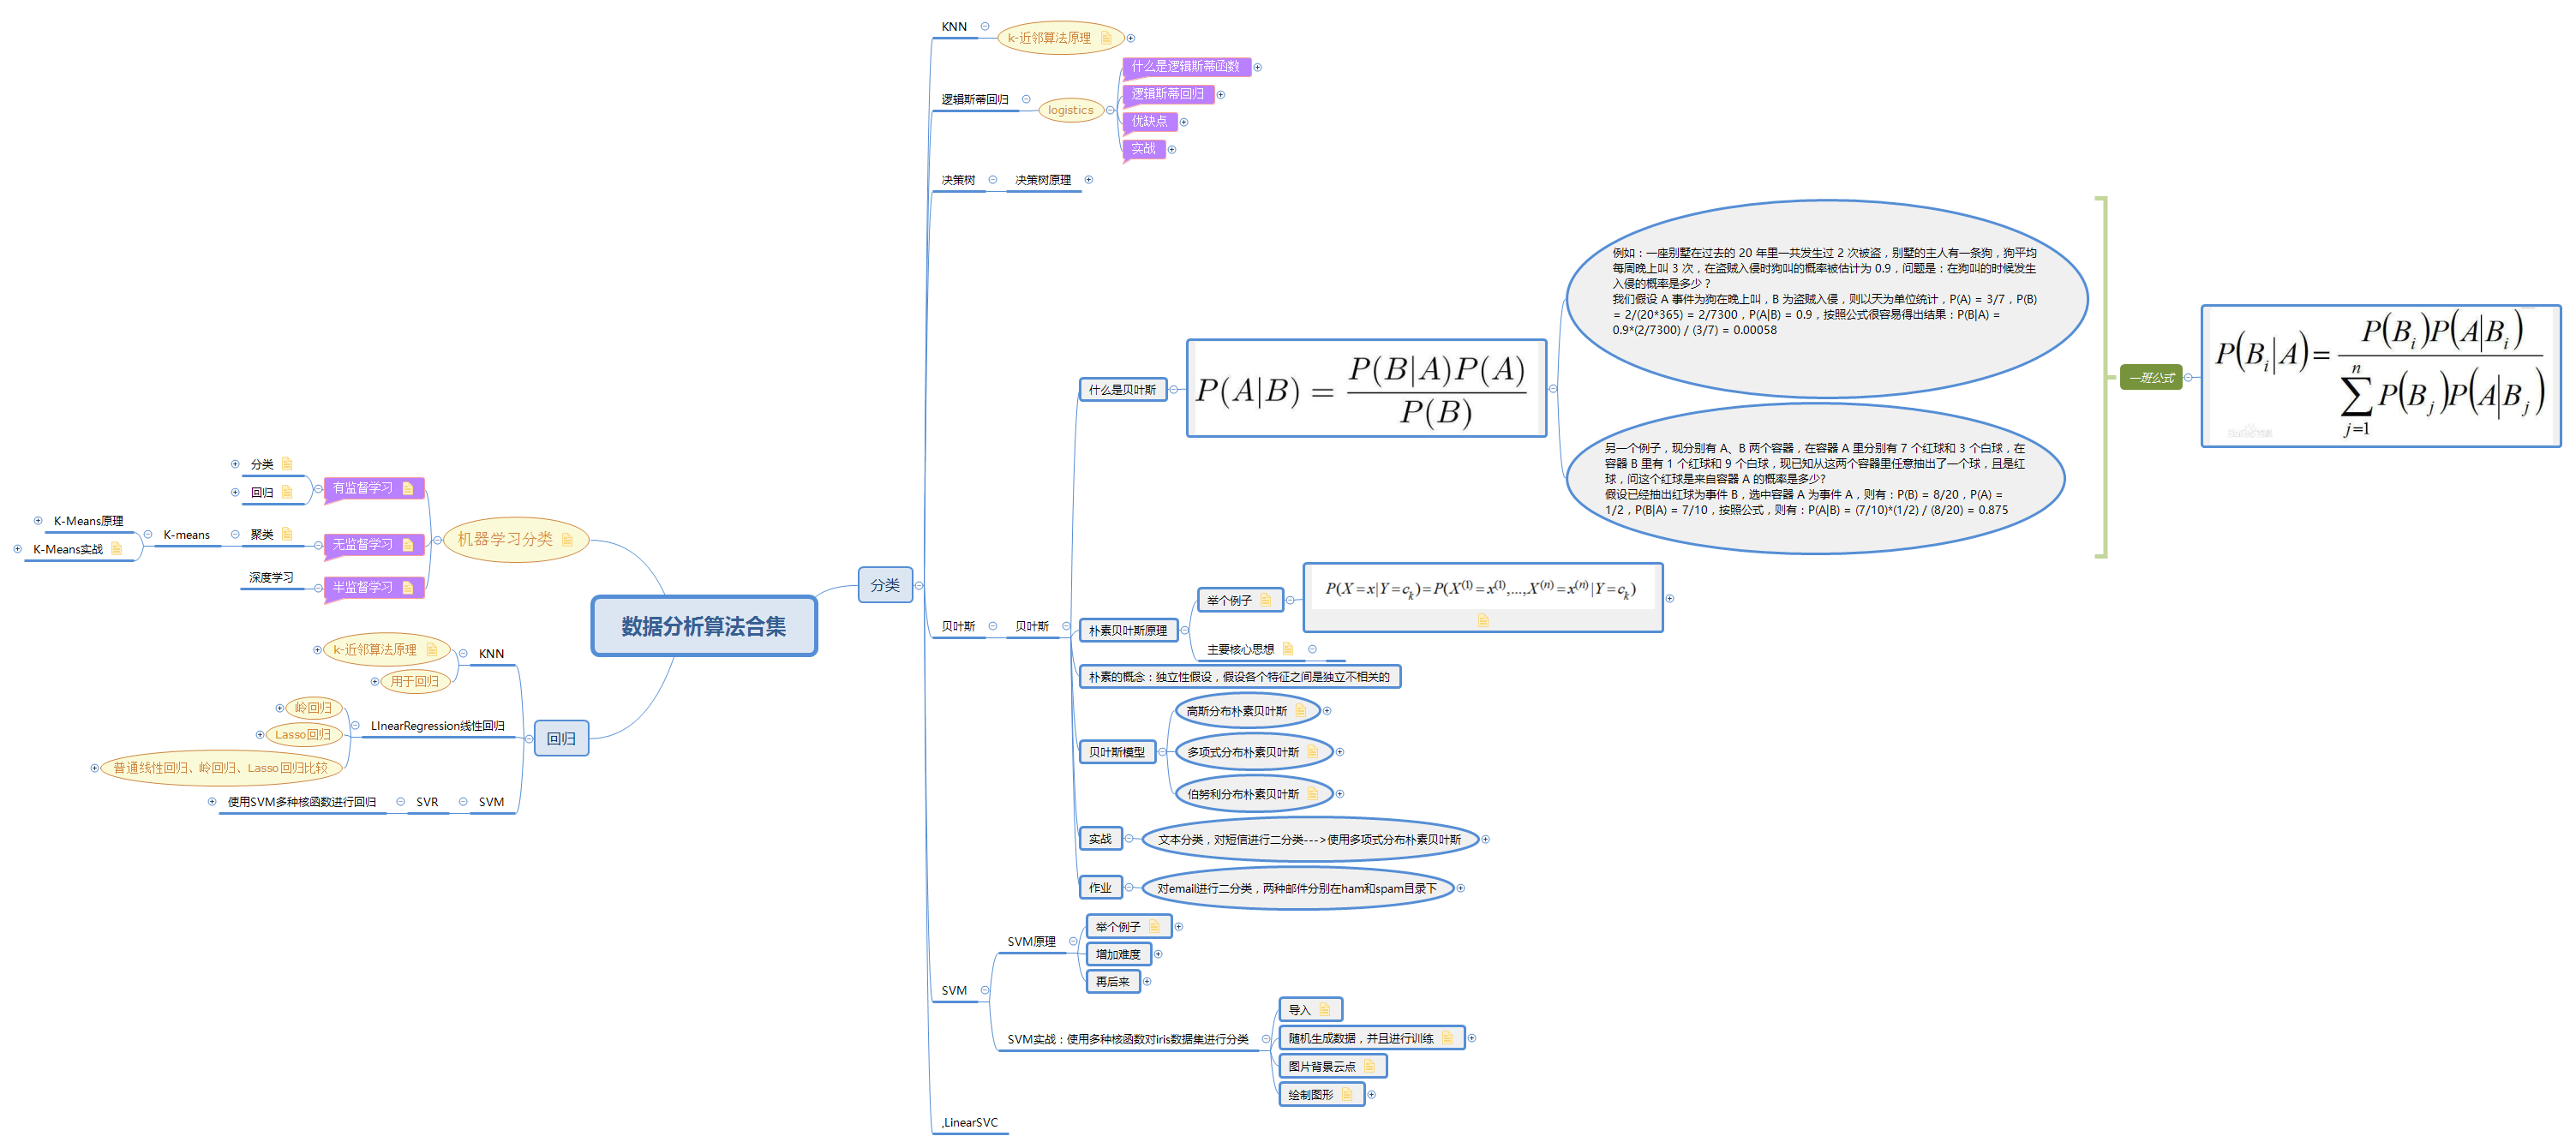 数据分析算法合集
机器学习分类
有监督学习
分类
回归
无监督学习
聚类
K-means
K-Means原理
K-Means实战
半监督学习
深度学习
回归
KNN
k-近邻算法原理
用于回归
LInearRegression线性回归
岭回归
Lasso回归
普通线性回归、岭回归、Lasso回归比较
SVM
SVR
使用SVM多种核函数进行回归
分类
KNN
k-近邻算法原理
逻辑斯蒂回归
logistics
什么是逻辑斯蒂函数
逻辑斯蒂回归
优缺点
实战
决策树
决策树原理
贝叶斯
贝叶斯
什么是贝叶斯
P(A|B) = P(B|A)P(A) / P(B)
例如：一座别墅在过去的 20 年里一共发生过 2 次被盗，别墅的主人有一条狗，狗平均
每周晚上叫 3 次，在盗贼入侵时狗叫的概率被估计为 0.9，问题是：在狗叫的时候发生
入侵的概率是多少？
我们假设 A 事件为狗在晚上叫，B 为盗贼入侵，则以天为单位统计，P(A) = 3/7，P(B)
= 2/(20*365) = 2/7300，P(A|B) = 0.9，按照公式很容易得出结果：P(B|A) =
0.9*(2/7300) / (3/7) = 0.00058
另一个例子，现分别有 A、B 两个容器，在容器 A 里分别有 7 个红球和 3 个白球，在
容器 B 里有 1 个红球和 9 个白球，现已知从这两个容器里任意抽出了一个球，且是红
球，问这个红球是来自容器 A 的概率是多少?
假设已经抽出红球为事件 B，选中容器 A 为事件 A，则有：P(B) = 8/20，P(A) =
1/2，P(B|A) = 7/10，按照公式，则有：P(A|B) = (7/10)*(1/2) / (8/20) = 0.875
一班公式
P(B_i|A) = P(B_i)P(A|B_i) / ∑_{j=1}^{n} P(B_j)P(A|B_j)
朴素贝叶斯原理
举个例子
P(X=x|Y=c_k)=P(X^(1)=x^(1),...,X^(n)=x^(n)|Y=c_k)
主要核心思想
朴素的概念：独立性假设，假设各个特征之间是独立不相关的
贝叶斯模型
高斯分布朴素贝叶斯
多项式分布朴素贝叶斯
伯努利分布朴素贝叶斯
实战
文本分类，对短信进行二分类--->使用多项式分布朴素贝叶斯
作业
对email进行二分类，两种邮件分别在ham和spam目录下
SVM
SVM原理
举个例子
增加难度
再后来
SVM实战：使用多种核函数对iris数据集进行分类
导入
随机生成数据，并且进行训练
图片背景云点
绘制图形
,LinearSVC